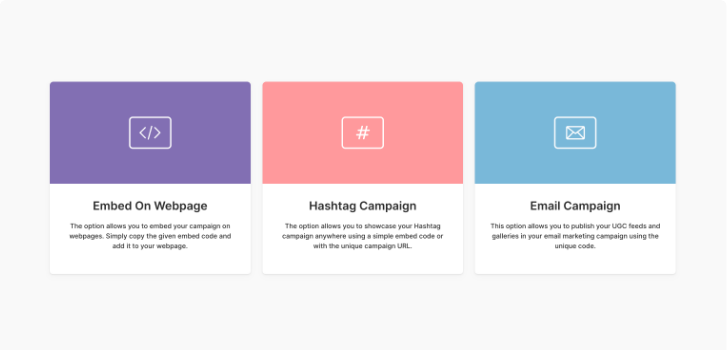 </>
#
Embed On Webpage
The option allows you to embed your campaign on
webpages. Simply copy the given embed code and
add it to your webpage.
Hashtag Campaign
The option allows you to showcase your Hashtag
campaign anywhere using a simple embed code or
with the unique campaign URL.
Email Campaign
This option allows you to publish your UGC feeds and
galleries in your email marketing campaign using the
unique code.